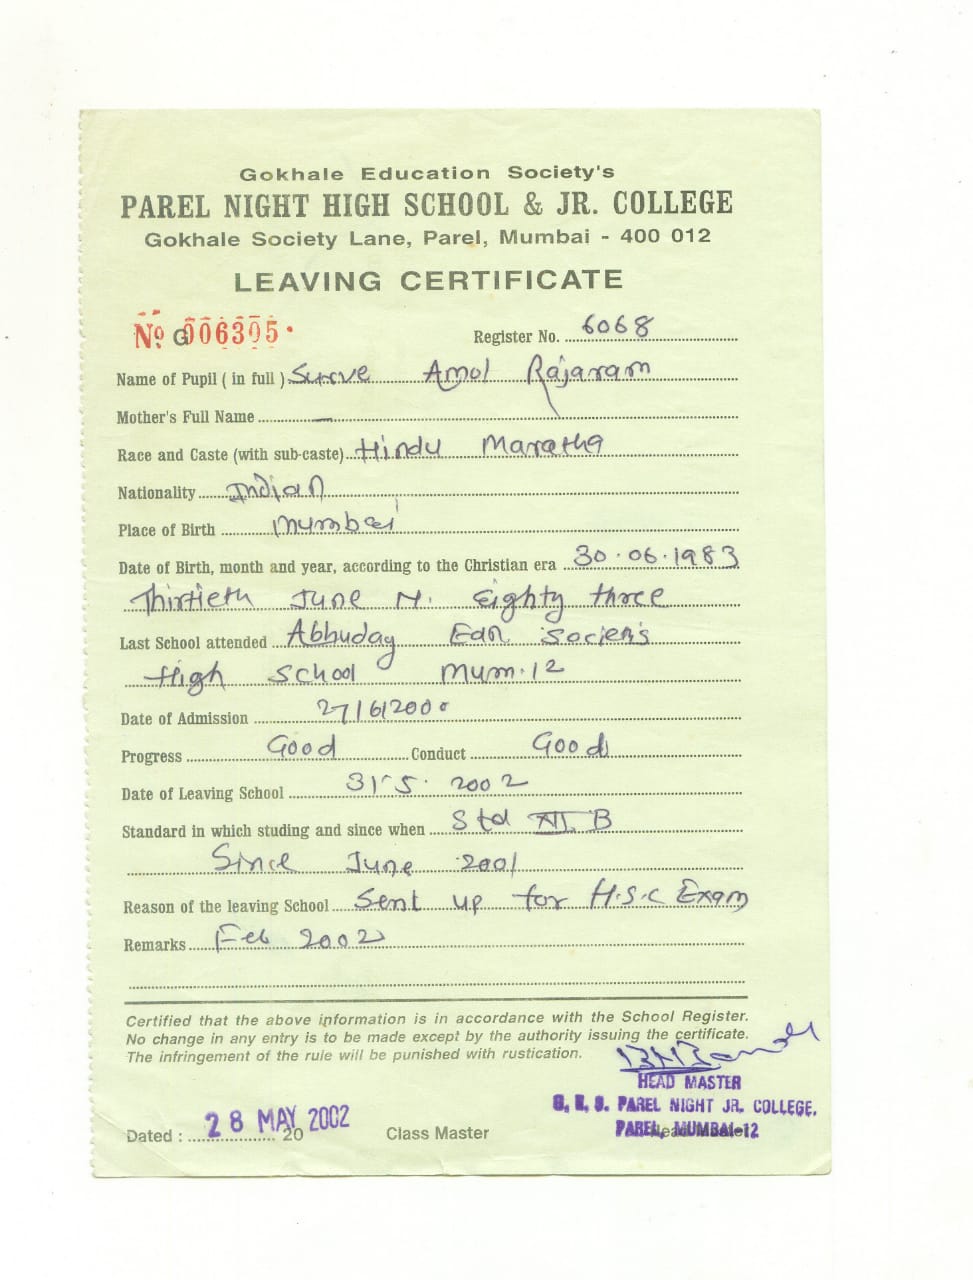 Gokhale Education Society's
PAREL NIGHT HIGH SCHOOL & JR. COLLEGE
Gokhale Society Lane, Parel, Mumbai - 400 012
LEAVING CERTIFICATE
No. G006305
Register No. 6068
Name of Pupil ( in full ) Surve Amol Rajaram
Mother's Full Name —
Race and Caste (with sub-caste) Hindu Maratha
Nationality Indian
Place of Birth Mumbai
Date of Birth, month and year, according to the Christian era 30.06.1983
Thirtieth June N. Eighty three
Last School attended Abhuday Edn
High School Mum.12
Date of Admission 27/6/2000
Progress Good Conduct Good
Date of Leaving School 31.5.2002
Standard in which studing and since when Std XII B
Since June 2001
Reason of the leaving School Sent up for H.S.C Exam
Remarks Feb 2002
Certified that the above information is in accordance with the School Register.
No change in any entry is to be made except by the authority issuing the certificate.
The infringement of the rule will be punished with rustication.
HEAD MASTER
G. E. S. PAREL NIGHT JR. COLLEGE.
PAREL, MUMBAI-12
Dated : 28 MAY 2002 20 Class Master